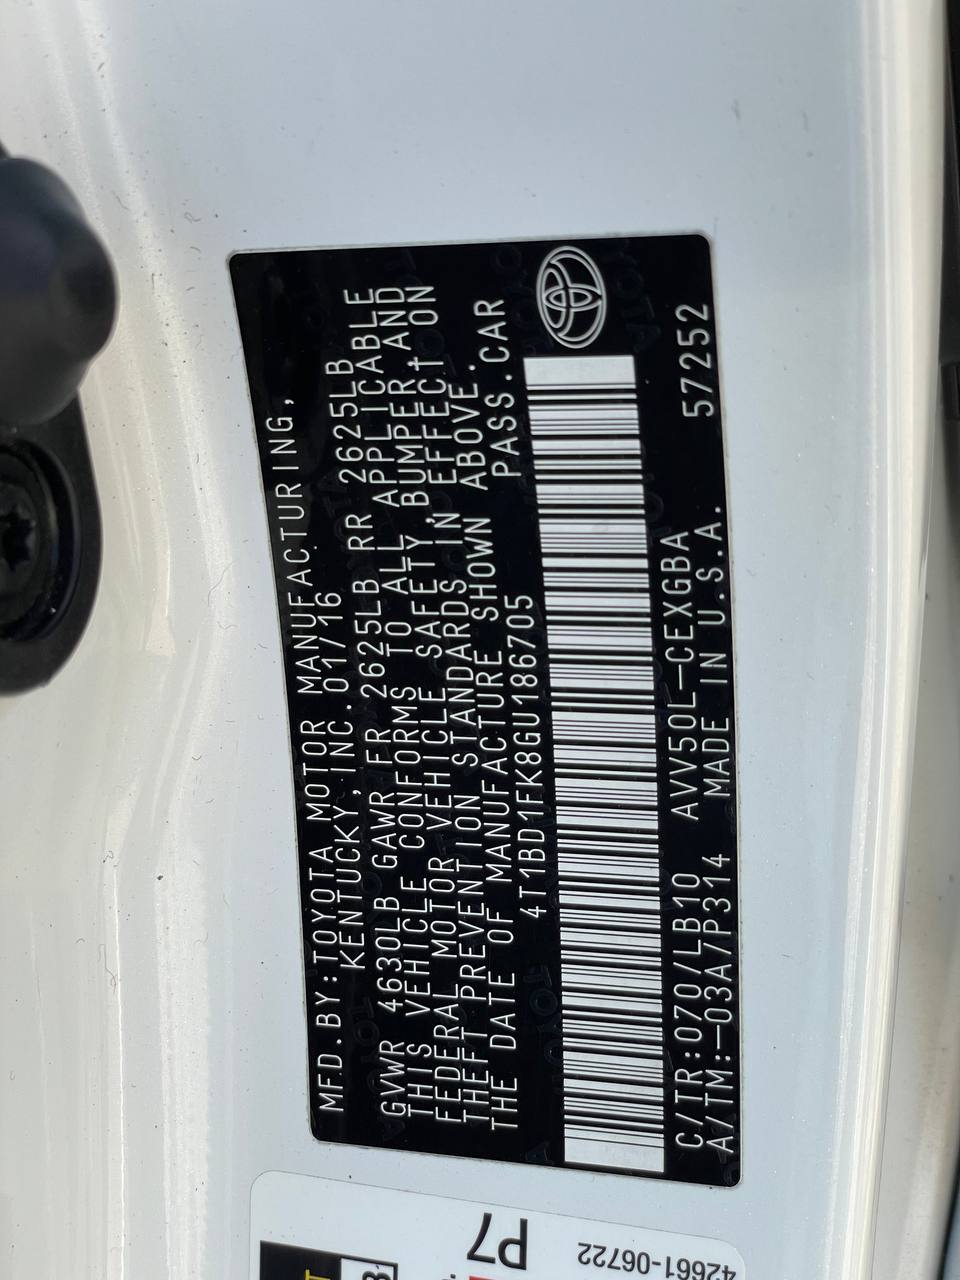 MFD.BY:TOYOTA MOTOR MANUFACTURING,
KENTUCKY,INC.01/16
GVWR 4630LB GAWR FR 2625LB RR 2625LB
THIS VEHICLE CONFORMS TO ALL APPLICABLE
FEDERAL MOTOR VEHICLE SAFETY,BUMPER,AND
THEFT PREVENTION STANDARDS IN EFFECT ON
THE DATE OF MANUFACTURE SHOWN ABOVE.
4T1BD1FK8GU186705 PASS.CAR
C/TR:070/LB10 AVV50L-CEXGBA 57252
A/TM:-03A/P314 MADE IN U.S.A.
P7
42661-06722